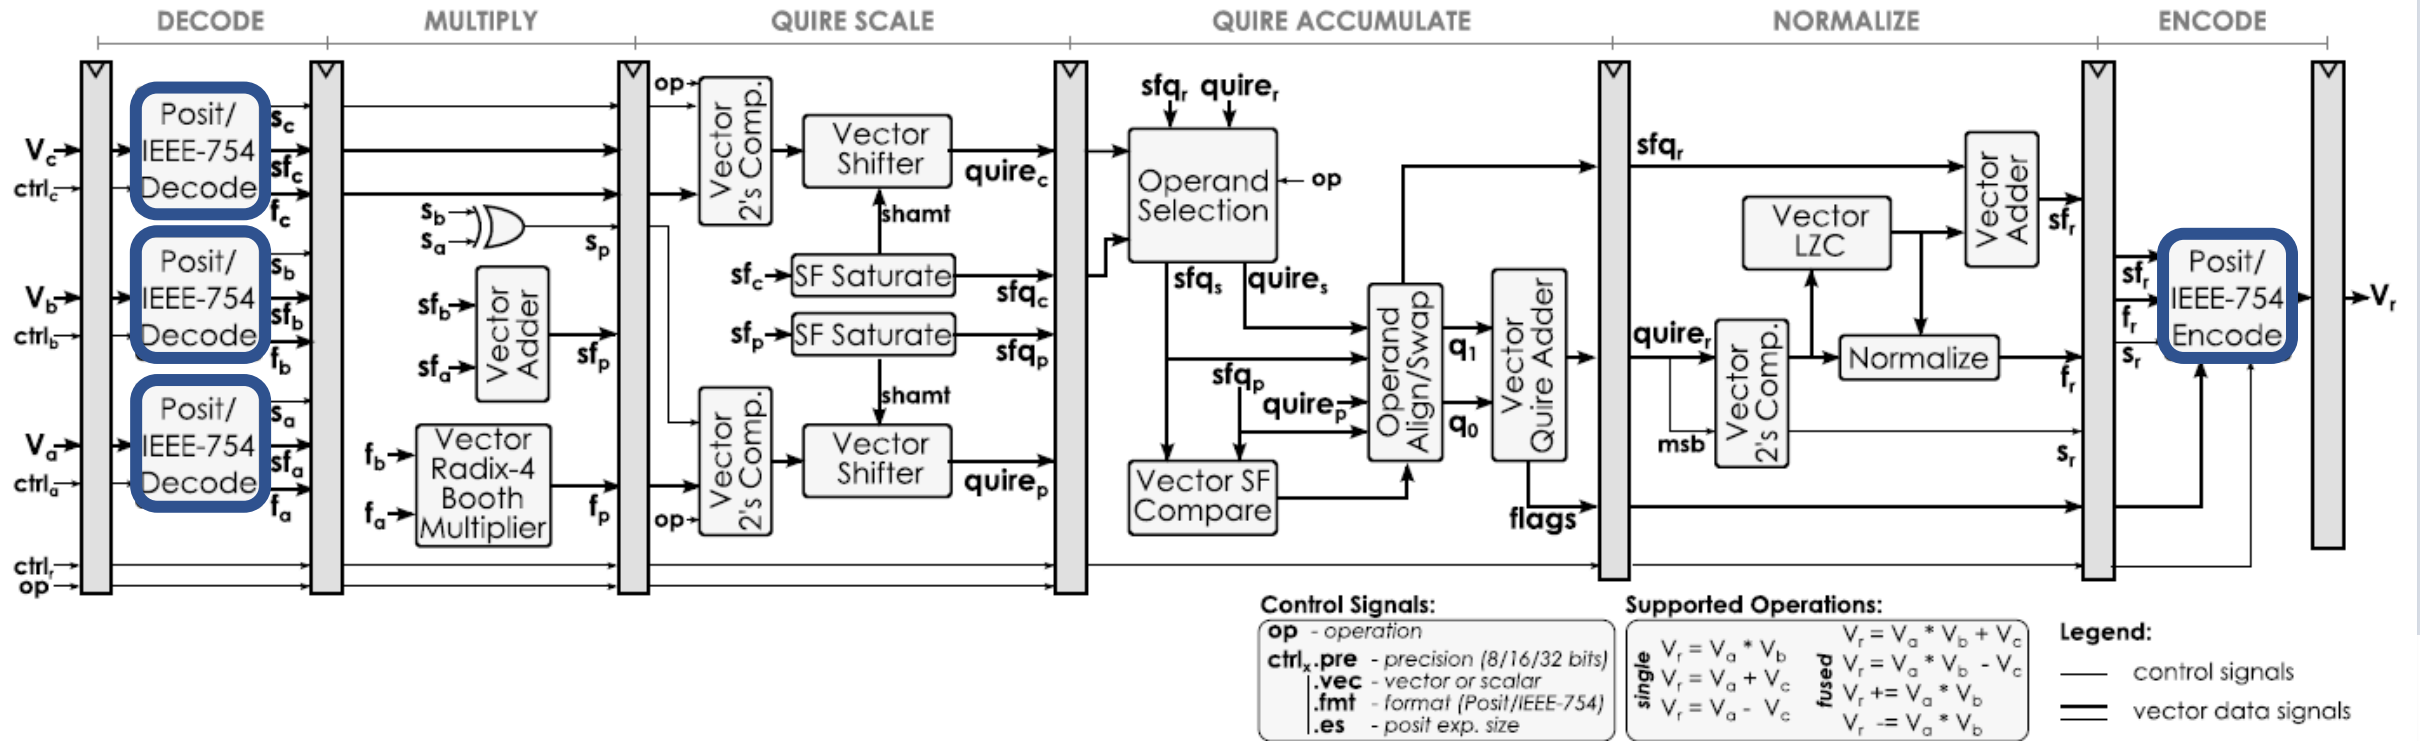 DECODE
MULTIPLY
QUIRE SCALE
QUIRE ACCUMULATE
NORMALIZE
ENCODE
Vc
ctrlc
Posit/
IEEE-754
Decode
sc
sfc
fc
Vb
ctrlb
Posit/
IEEE-754
Decode
sb
sfb
fb
Va
ctrla
Posit/
IEEE-754
Decode
sa
sfa
fa
ctrlr
op
sb
sa
sp
sfb
sfa
Vector
Adder
sfp
fb
fa
Vector
Radix-4
Booth
Multiplier
fp
op
Vector
2's Comp.
Vector
Shifter
quirec
shamt
sfc
SF Saturate
sfqc
sfp
SF Saturate
sfqp
shamt
op
Vector
2's Comp.
Vector
Shifter
quirep
sfqr
quirer
Operand
Selection
op
sfqs
quires
sfqp
quirep
Operand
Align/Swap
q1
q0
Vector
Quire Adder
Vector SF
Compare
flags
sfqr
Vector
Adder
sfr
Vector
LZC
quirer
msb
Vector
2's Comp.
Normalize
fr
sr
sfr
fr
sr
Posit/
IEEE-754
Encode
Vr
Control Signals:
op - operation
ctrlx.pre - precision (8/16/32 bits)
.vec - vector or scalar
.fmt - format (Posit/IEEE-754)
.es - posit exp. size
Supported Operations:
single
Vr = Va * Vb
Vr = Va + Vc
Vr = Va - Vc
fused
Vr = Va * Vb + Vc
Vr = Va * Vb - Vc
Vr += Va * Vb
Vr -= Va * Vb
Legend:
control signals
vector data signals